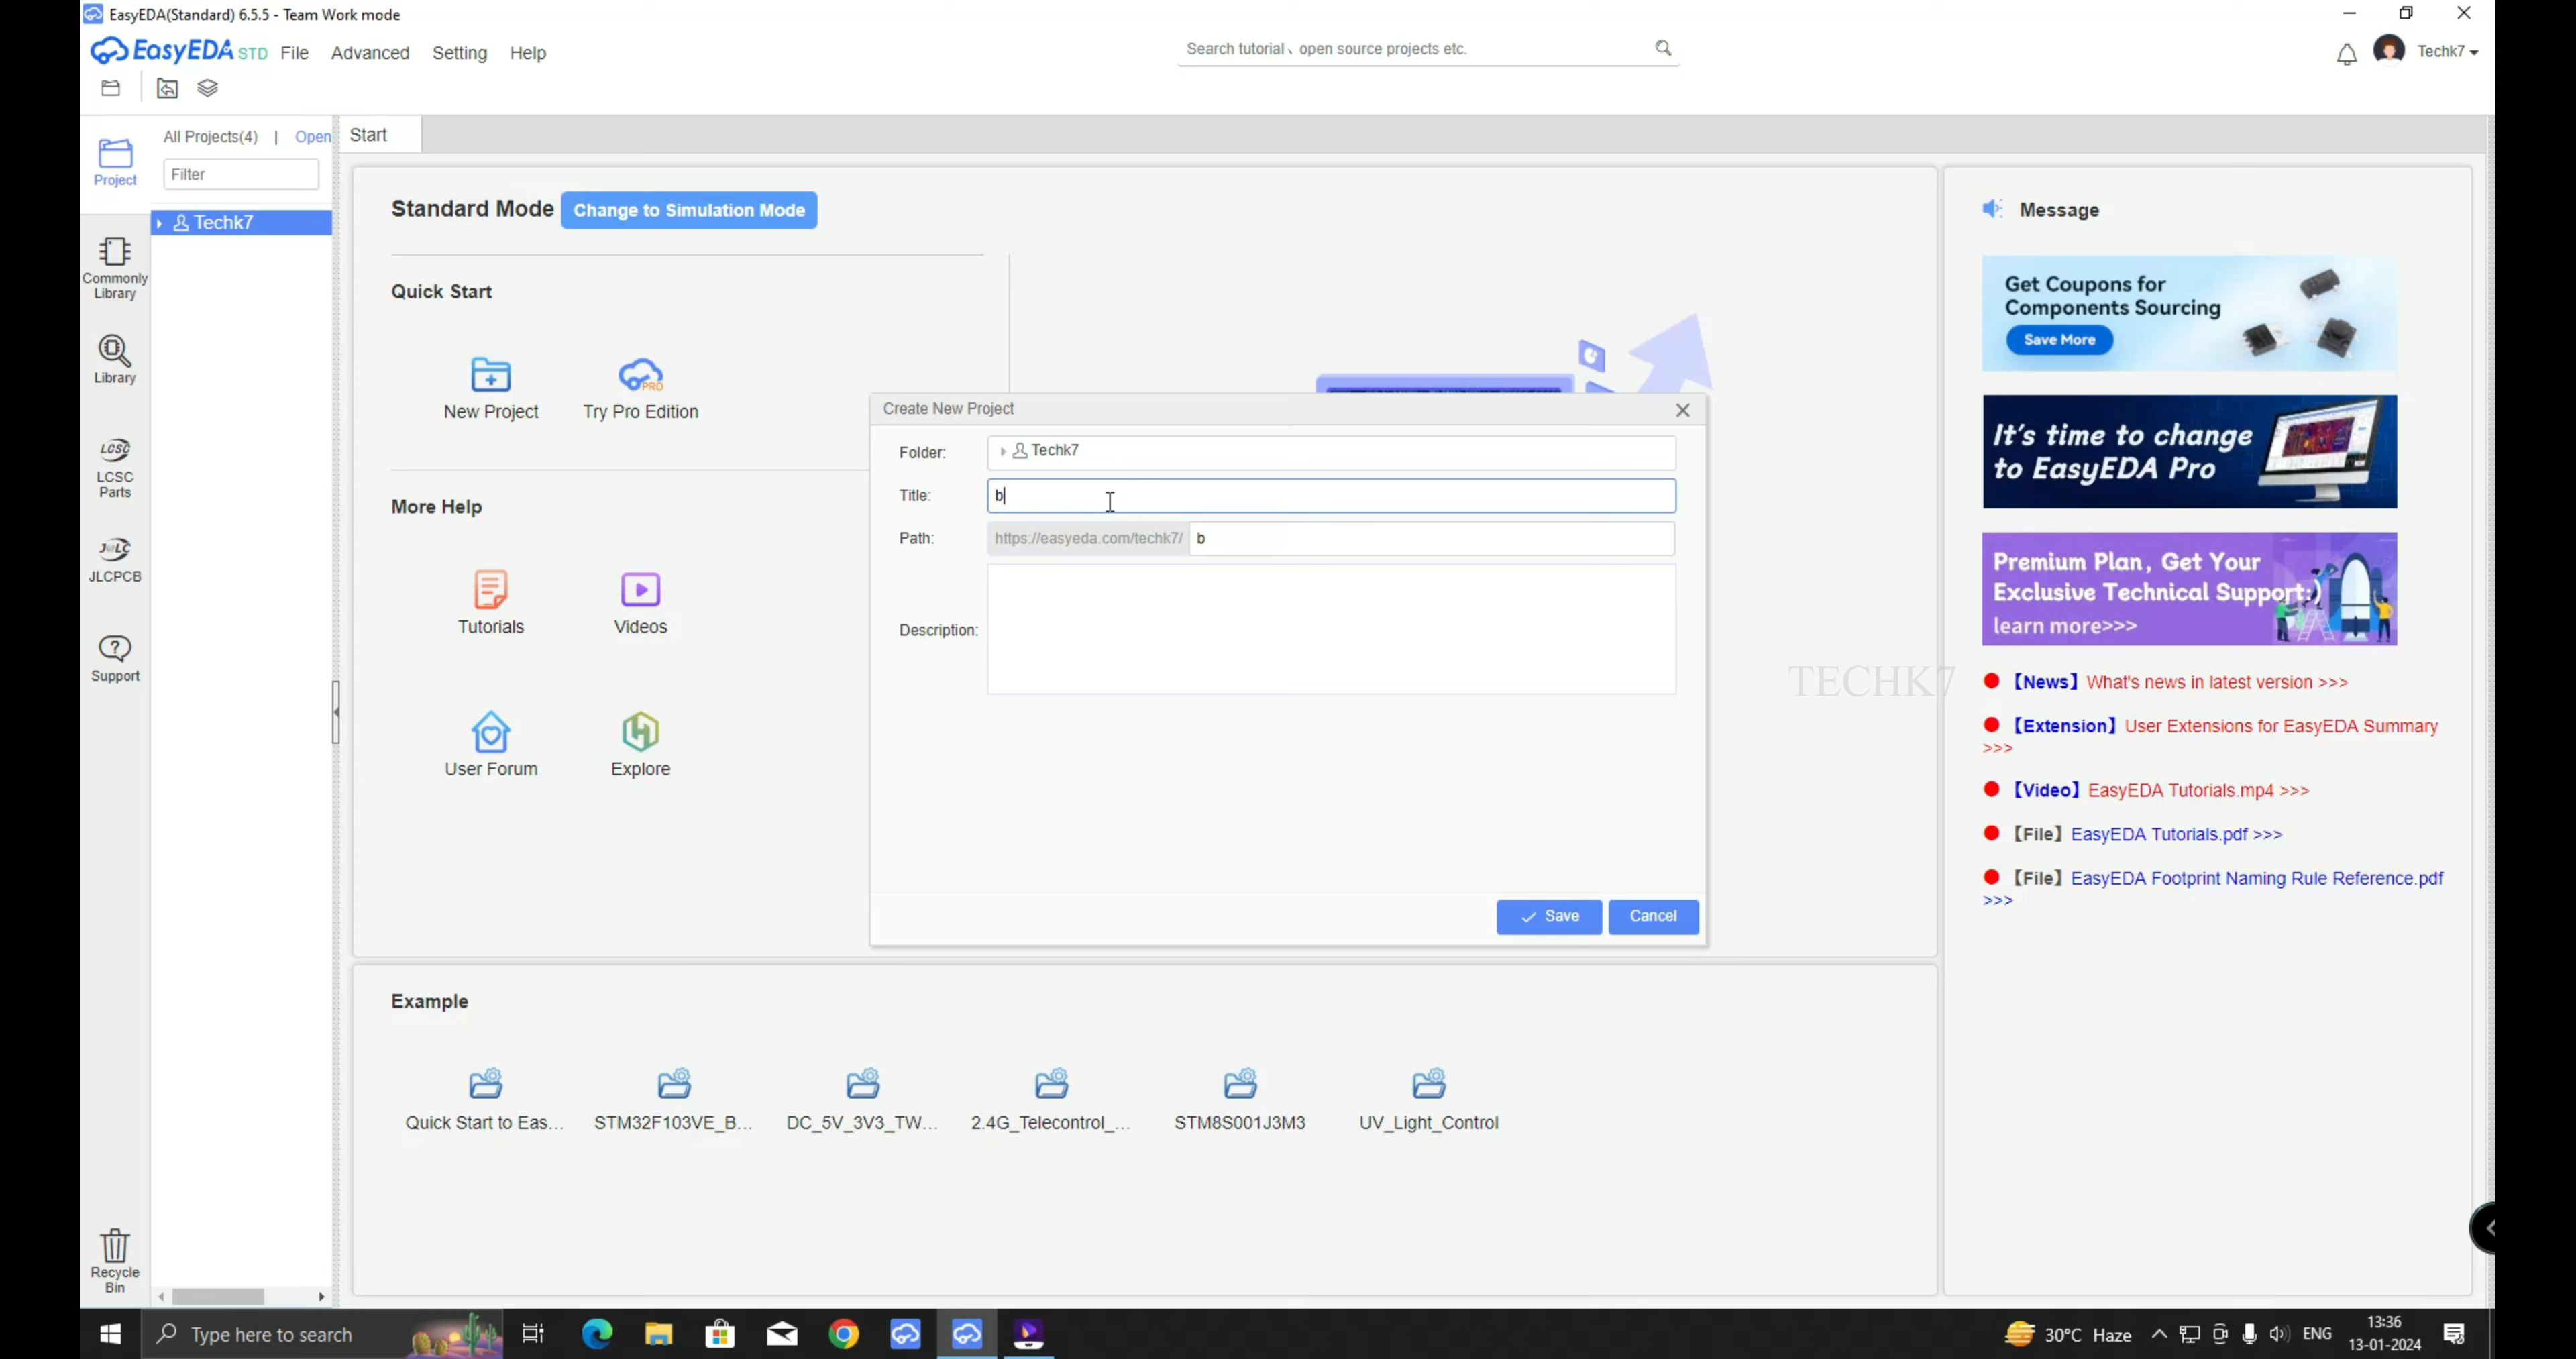 EasyEDA(Standard) 6.5.5 - Team Work mode
EasyEDA STD File Advanced Setting Help
Search tutorial、open source projects etc.
Techk7
All Projects(4) | Open
Start
Filter
Project
Techk7
Commonly
Library
Library
LCSC
LCSC
Parts
JLCPCB
Support
Recycle
Bin
Standard Mode
Change to Simulation Mode
Quick Start
New Project
PRO
Try Pro Edition
More Help
Tutorials
Videos
User Forum
Explore
Create New Project
Folder: Techk7
Title: b
Path: https://easyeda.com/techk7/ b
Description:
Save
Cancel
Message
Get Coupons for
Components Sourcing
Save More
It's time to change
to EasyEDA Pro
Premium Plan, Get Your
Exclusive Technical Support:)
learn more>>>
TECHK7
【News】What's news in latest version >>>
【Extension】User Extensions for EasyEDA Summary
>>>
【Video】EasyEDA Tutorials.mp4 >>>
【File】EasyEDA Tutorials.pdf >>>
【File】EasyEDA Footprint Naming Rule Reference.pdf
>>>
Example
Quick Start to Eas...
STM32F103VE_B...
DC_5V_3V3_TW...
2.4G_Telecontrol_...
STM8S001J3M3
UV_Light_Control
Type here to search
30°C Haze
ENG
13:36
13-01-2024